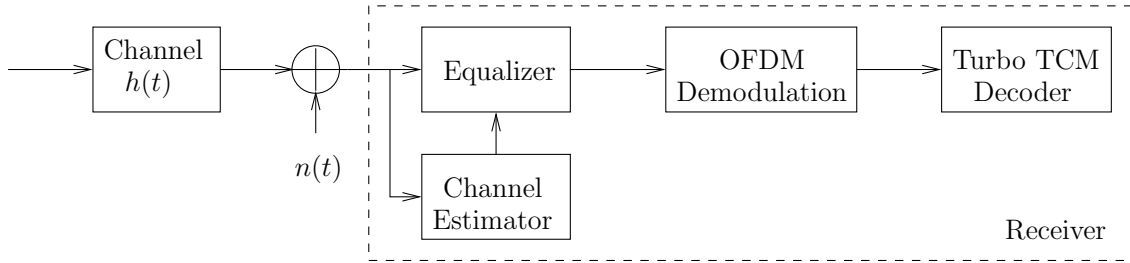 Channel
h(t)
n(t)
Equalizer
Channel
Estimator
OFDM
Demodulation
Turbo TCM
Decoder
Receiver